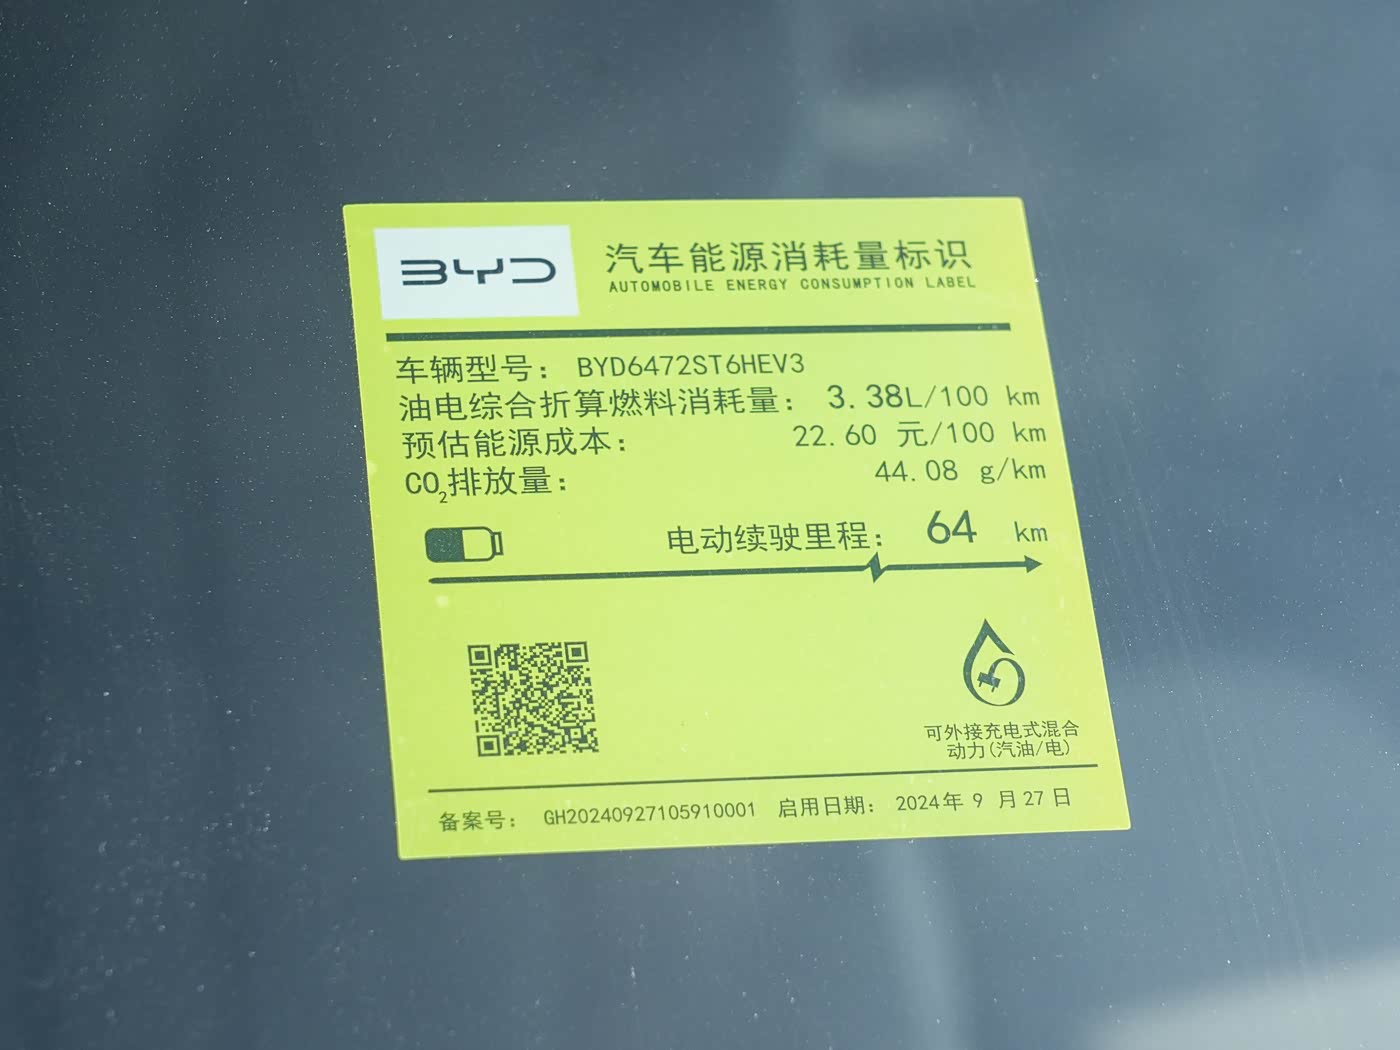 BYD
汽车能源消耗量标识
AUTOMOBILE ENERGY CONSUMPTION LABEL
车辆型号： BYD6472ST6HEV3
油电综合折算燃料消耗量： 3.38L/100 km
预估能源成本： 22.60 元/100 km
CO₂排放量： 44.08 g/km
电动续驶里程： 64 km
可外接充电式混合
动力(汽油/电)
备案号： GH20240927105910001 启用日期： 2024年 9 月27 日